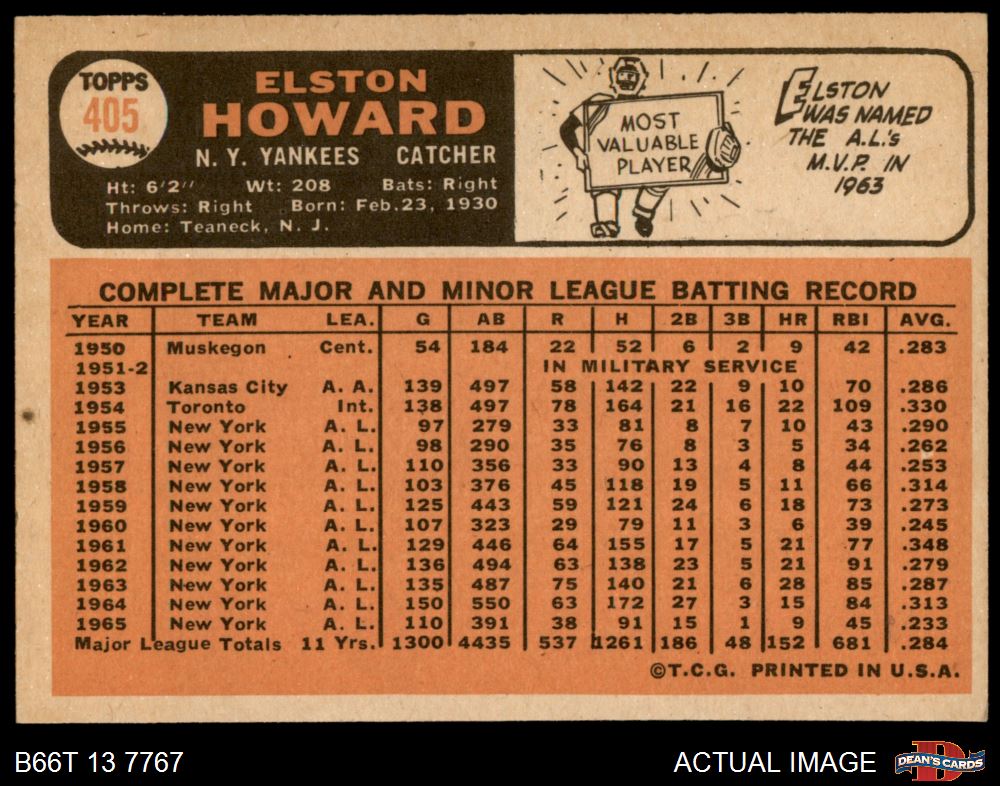 TOPPS
405
ELSTON
HOWARD
N. Y. YANKEES CATCHER
Ht: 6'2" Wt: 208 Bats: Right
Throws: Right Born: Feb.23, 1930
Home: Teaneck, N. J.
MOST
VALUABLE
PLAYER
ELSTON
WAS NAMED
THE A.L.'s
M.V.P. IN
1963
COMPLETE MAJOR AND MINOR LEAGUE BATTING RECORD
YEAR TEAM LEA. G AB R H 2B 3B HR RBI AVG.
1950 Muskegon Cent. 54 184 22 52 6 2 9 42 .283
1951-2 IN MILITARY SERVICE
1953 Kansas City A. A. 139 497 58 142 22 9 10 70 .286
1954 Toronto Int. 138 497 78 164 21 16 22 109 .330
1955 New York A. L. 97 279 33 81 8 7 10 43 .290
1956 New York A. L. 98 290 35 76 8 3 5 34 .262
1957 New York A. L. 110 356 33 90 13 4 8 44 .253
1958 New York A. L. 103 376 45 118 19 5 11 66 .314
1959 New York A. L. 125 443 59 121 24 6 18 73 .273
1960 New York A. L. 107 323 29 79 11 3 6 39 .245
1961 New York A. L. 129 446 64 155 17 5 21 77 .348
1962 New York A. L. 136 494 63 138 23 5 21 91 .279
1963 New York A. L. 135 487 75 140 21 6 28 85 .287
1964 New York A. L. 150 550 63 172 27 3 15 84 .313
1965 New York A. L. 110 391 38 91 15 1 9 45 .233
Major League Totals 11 Yrs. 1300 4435 537 1261 186 48 152 681 .284
©T.C.G. PRINTED IN U.S.A.
B66T 13 7767
ACTUAL IMAGE
DEAN'S CARDS